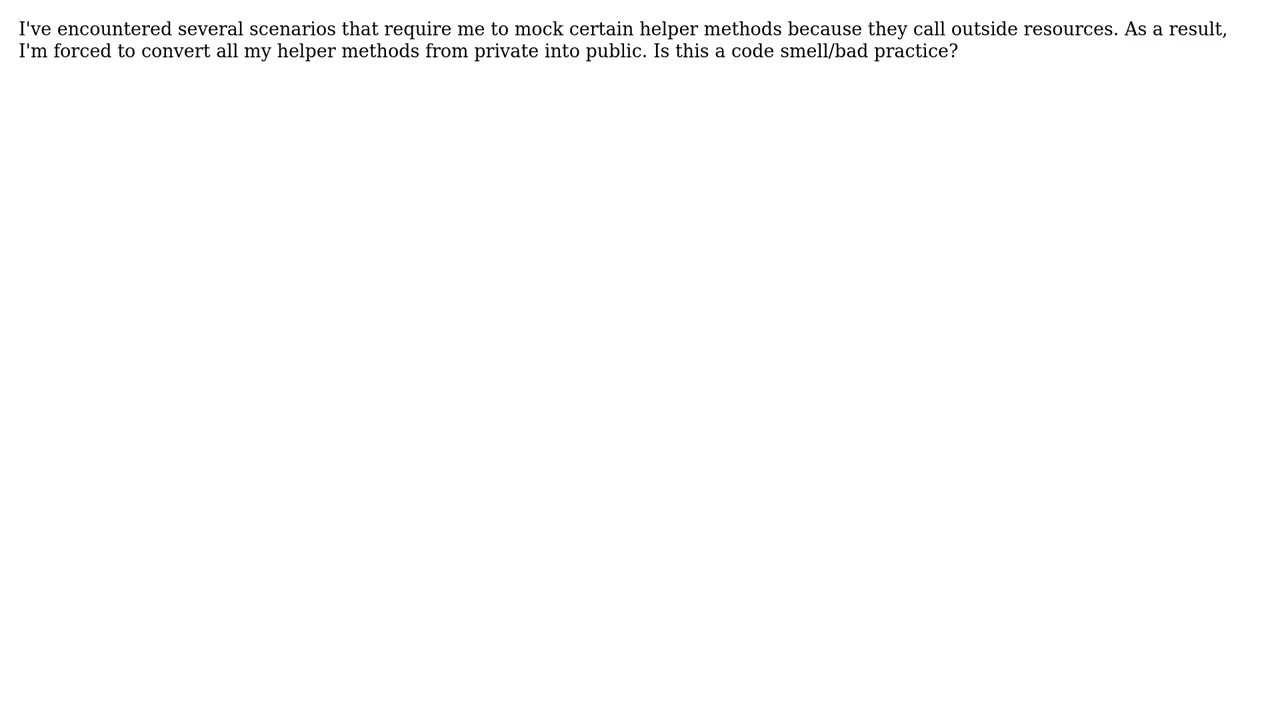 I've encountered several scenarios that require me to mock certain helper methods because they call outside resources. As a result,
I'm forced to convert all my helper methods from private into public. Is this a code smell/bad practice?